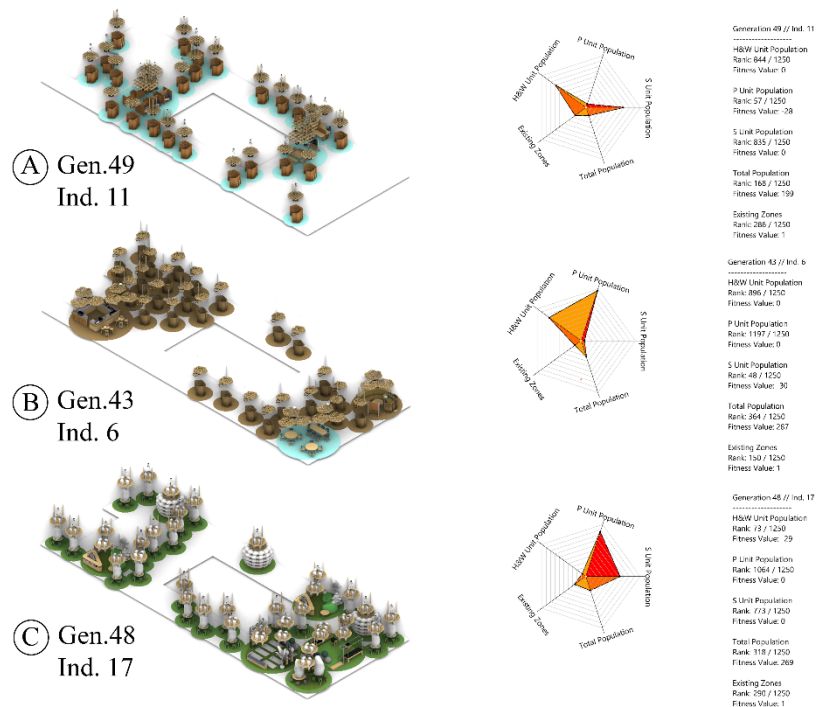 A Gen.49
Ind. 11
P Unit Population
H&W Unit Population
S Unit Population
Existing Zones
Total Population
Generation 49 // Ind. 11
--------------------
H&W Unit Population
Rank: 844 / 1250
Fitness Value: 0
P Unit Population
Rank: 57 / 1250
Fitness Value: -28
S Unit Population
Rank: 835 / 1250
Fitness Value: 0
Total Population
Rank: 168 / 1250
Fitness Value: 199
Existing Zones
Rank: 286 / 1250
Fitness Value: 1
B Gen.43
Ind. 6
P Unit Population
H&W Unit Population
S Unit Population
Existing Zones
Total Population
Generation 43 // Ind. 6
--------------------
H&W Unit Population
Rank: 896 / 1250
Fitness Value: 0
P Unit Population
Rank: 1197 / 1250
Fitness Value: 0
S Unit Population
Rank: 48 / 1250
Fitness Value: 30
Total Population
Rank: 364 / 1250
Fitness Value: 287
Existing Zones
Rank: 150 / 1250
Fitness Value: 1
C Gen.48
Ind. 17
P Unit Population
H&W Unit Population
S Unit Population
Existing Zones
Total Population
Generation 48 // Ind. 17
--------------------
H&W Unit Population
Rank: 73 / 1250
Fitness Value: 29
P Unit Population
Rank: 1064 / 1250
Fitness Value: 0
S Unit Population
Rank: 773 / 1250
Fitness Value: 0
Total Population
Rank: 318 / 1250
Fitness Value: 269
Existing Zones
Rank: 290 / 1250
Fitness Value: 1